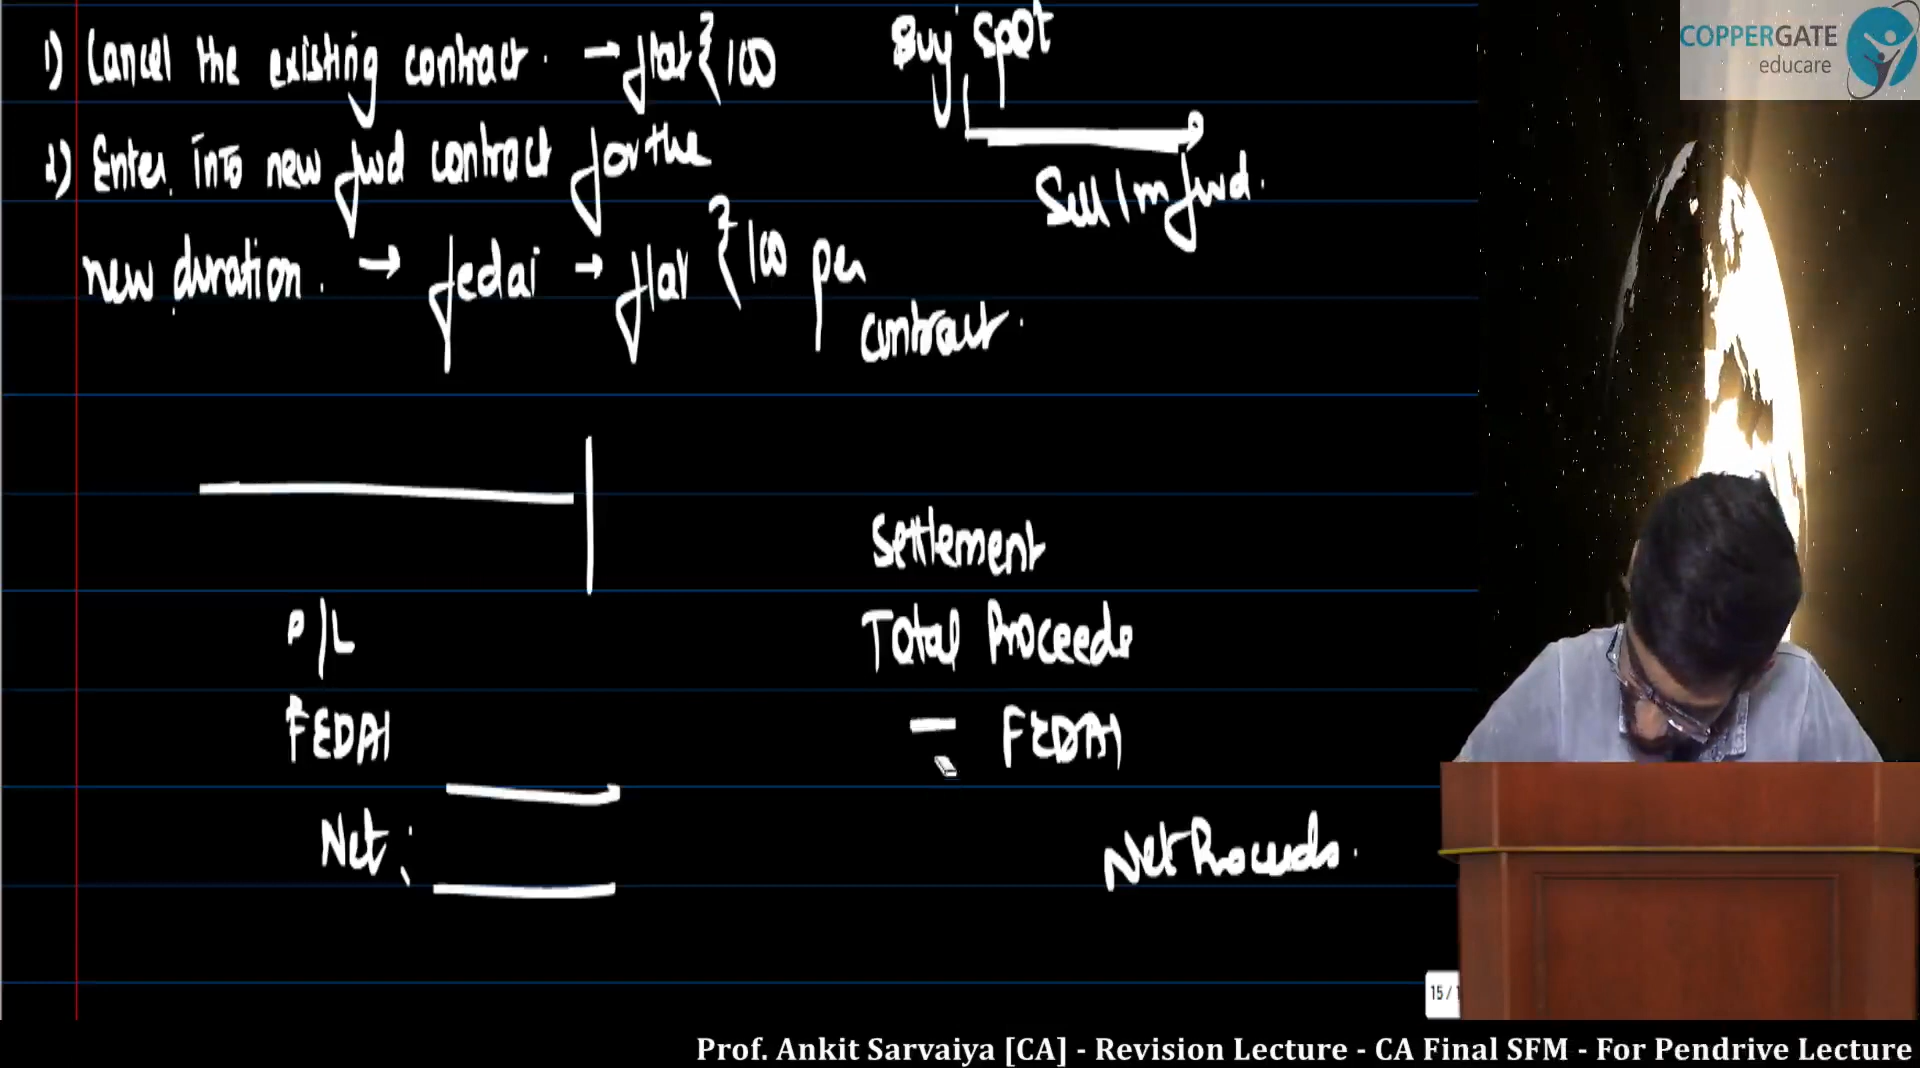 1) Cancel the existing contract. → flat ₹100
2) Enter into new fwd contract for the
new duration. → fedai → flat ₹100 per
contract.
Buy spot
Sell 1m fwd.
P/L
FEDAI
Net:
Settlement
Total Proceeds
- FEDAI
Net Proceeds.
COPPERGATE
educare
15/1
Prof. Ankit Sarvaiya [CA] - Revision Lecture - CA Final SFM - For Pendrive Lecture